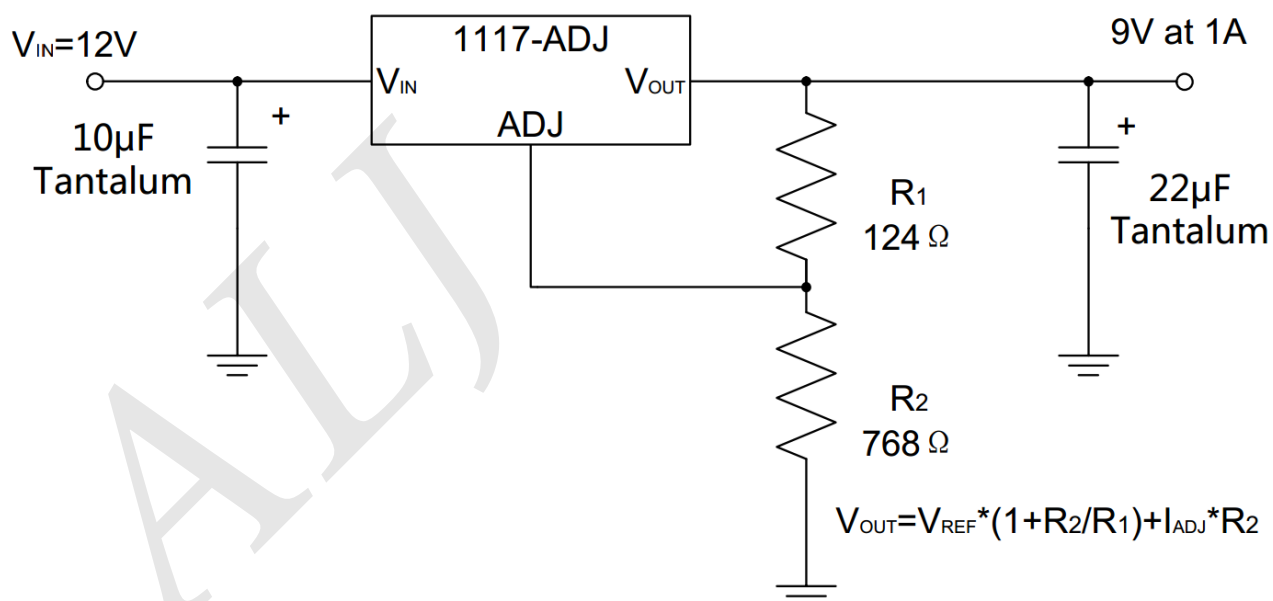 VIN=12V
1117-ADJ
9V at 1A
VIN
VOUT
ADJ
+
10µF
Tantalum
+
22µF
Tantalum
R1
124 Ω
R2
768 Ω
VOUT=VREF*(1+R2/R1)+IADJ*R2
ALJ